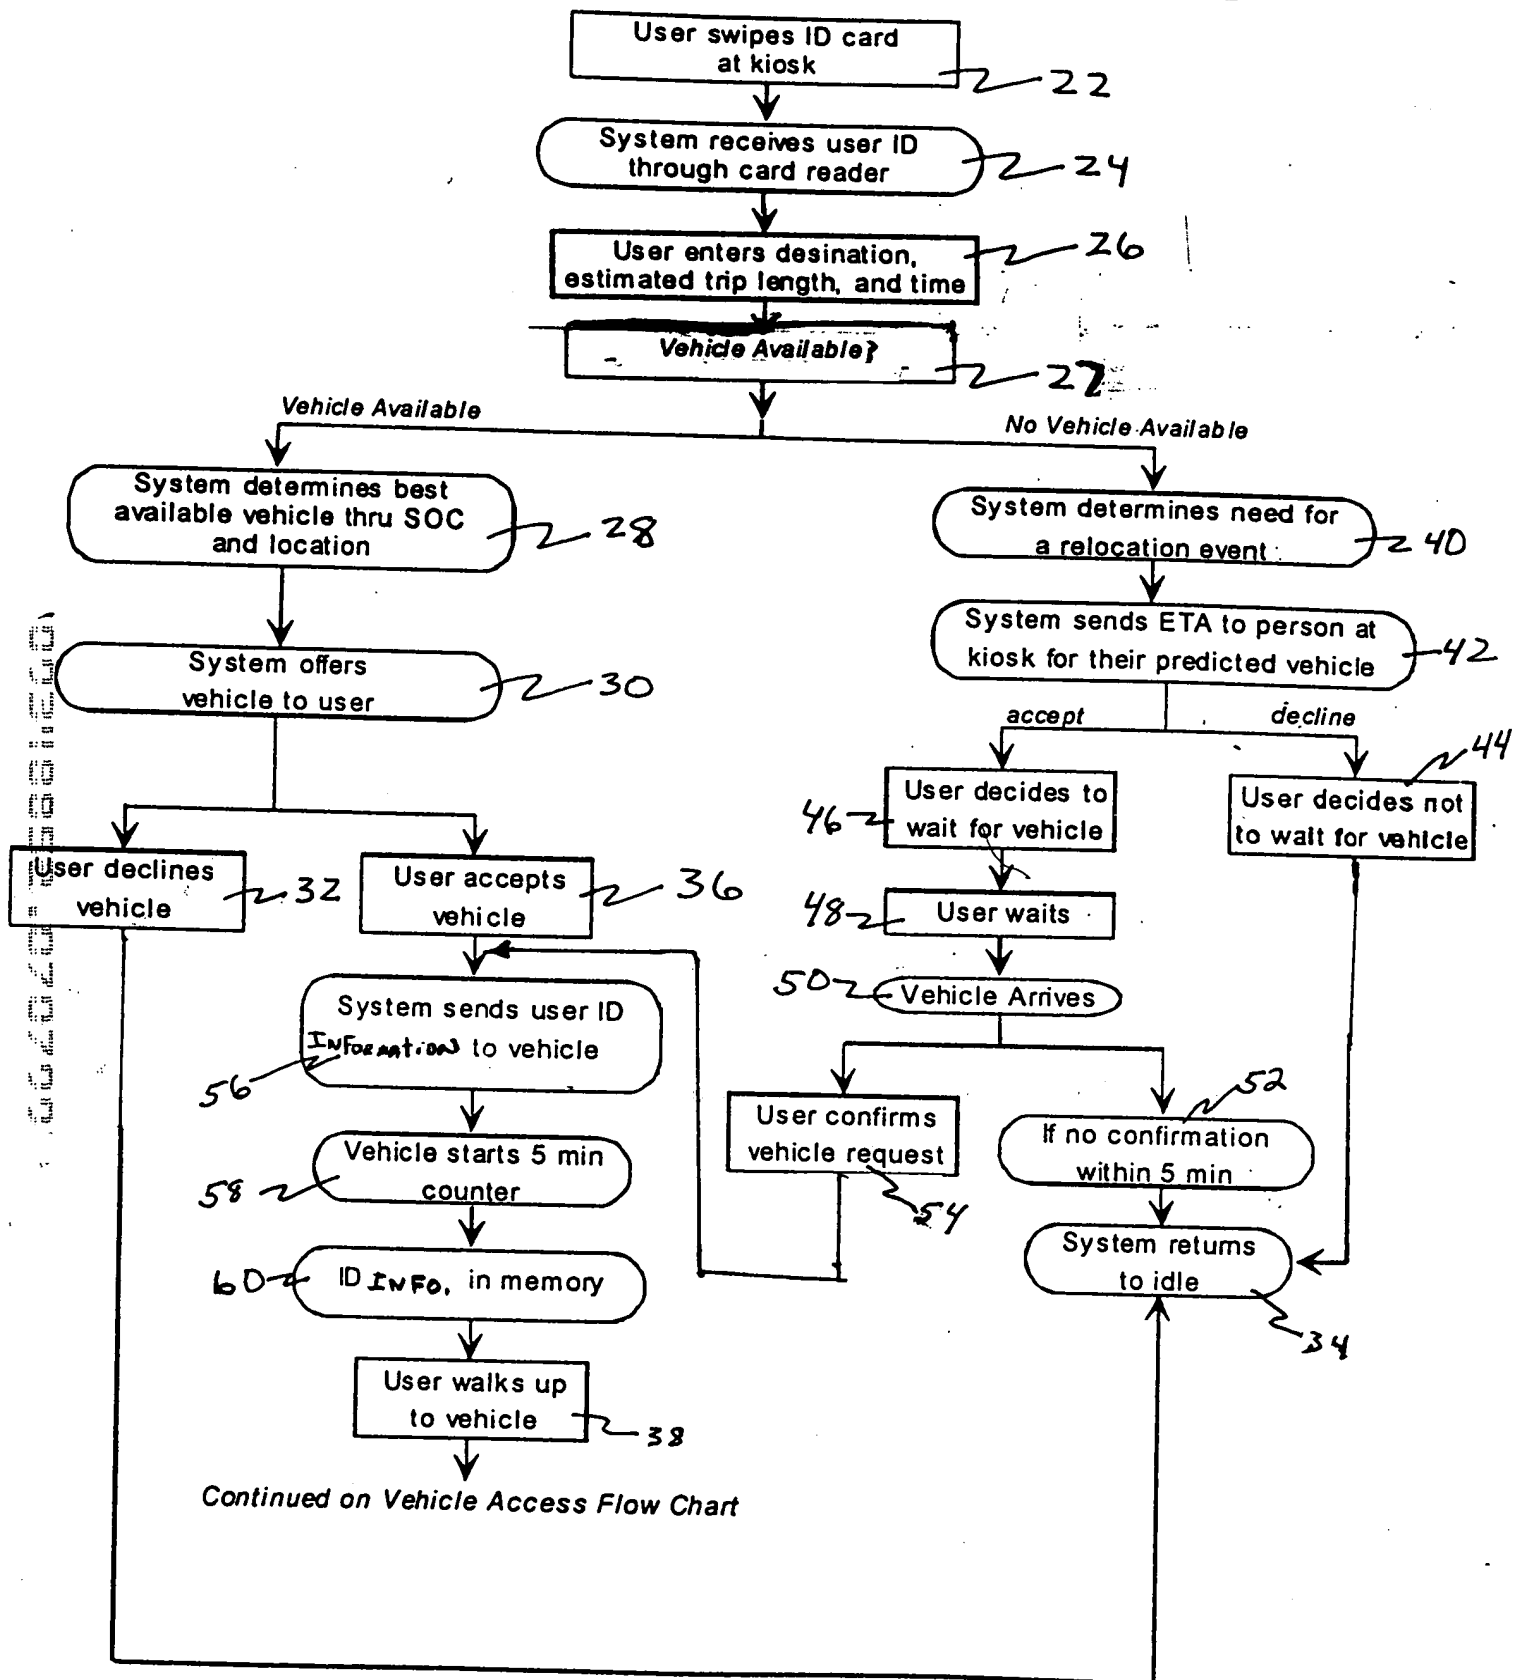 User swipes ID card
at kiosk
22
System receives user ID
through card reader
24
User enters desination,
estimated trip length, and time
26
Vehicle Available?
27
Vehicle Available
No Vehicle Available
System determines best
available vehicle thru SOC
and location
28
System determines need for
a relocation event
40
System sends ETA to person at
kiosk for their predicted vehicle
42
System offers
vehicle to user
30
accept
decline
44
User decides to
wait for vehicle
46
User decides not
to wait for vehicle
User declines
vehicle
32
User accepts
vehicle
36
48
User waits
50
Vehicle Arrives
System sends user ID
INFORMATION to vehicle
56
52
User confirms
vehicle request
54
If no confirmation
within 5 min
Vehicle starts 5 min
counter
58
System returns
to idle
34
60
ID INFO. in memory
User walks up
to vehicle
38
Continued on Vehicle Access Flow Chart